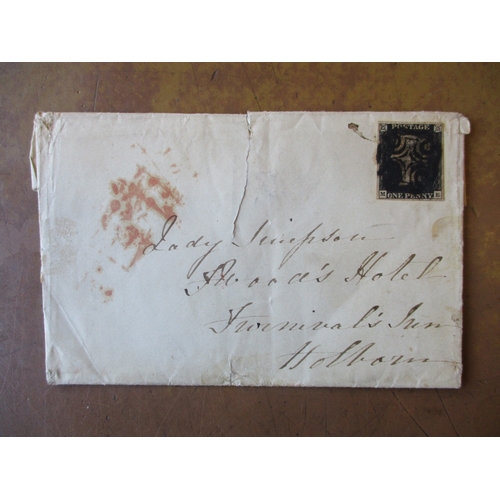 POSTAGE
ONE PENNY
Lady Simpson
Wood's Hotel
Furnival's Inn
Holborn